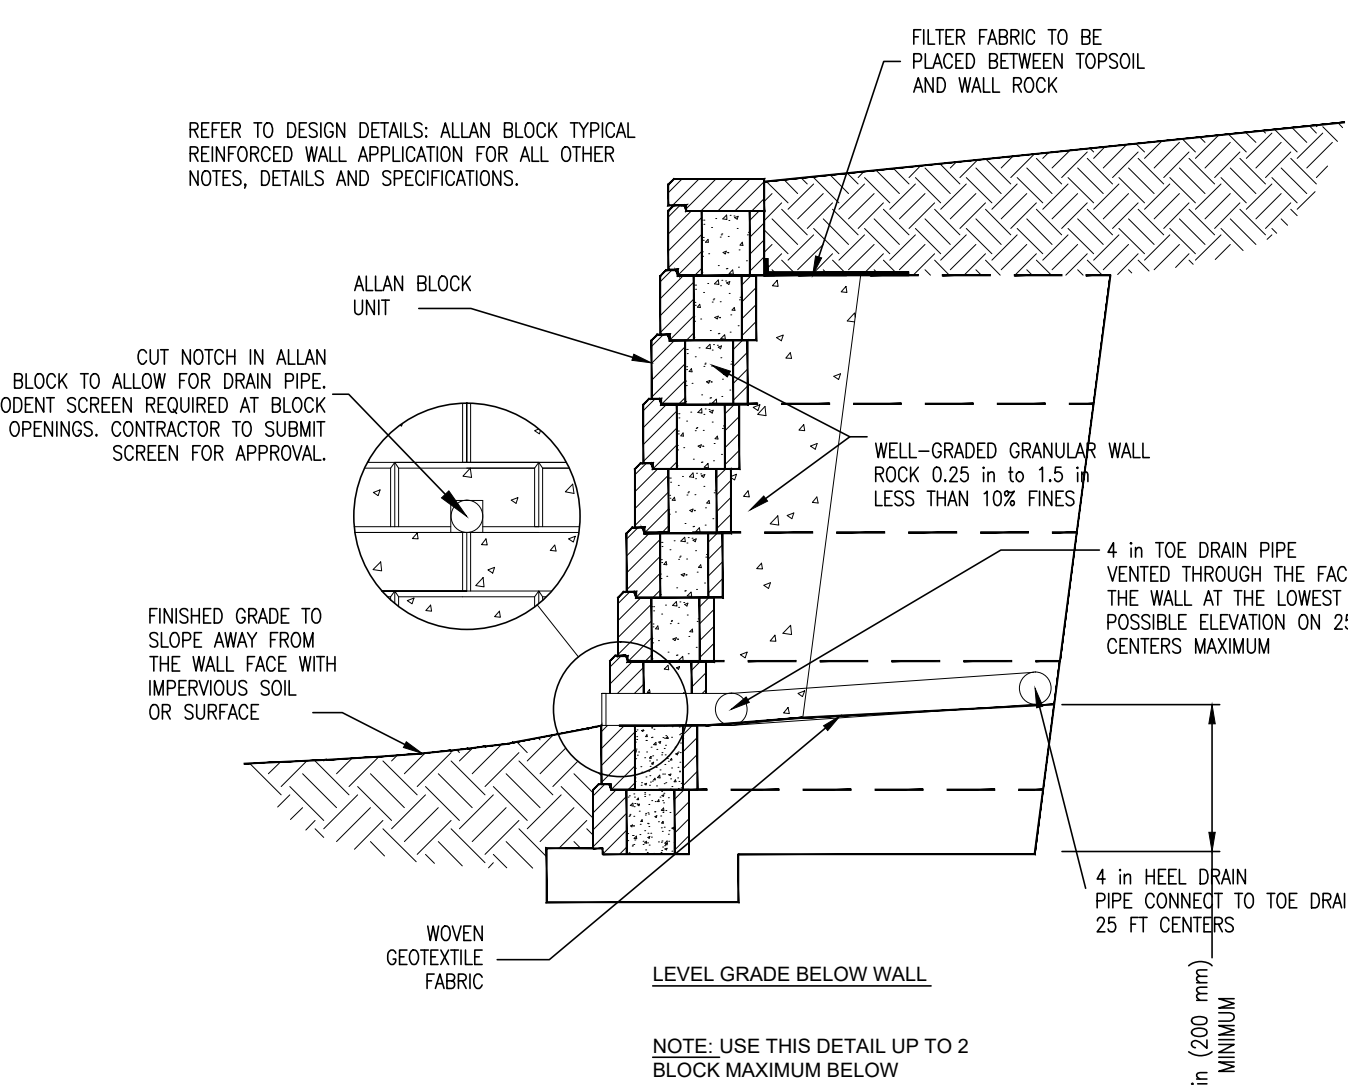 FILTER FABRIC TO BE
PLACED BETWEEN TOPSOIL
AND WALL ROCK
REFER TO DESIGN DETAILS: ALLAN BLOCK TYPICAL
REINFORCED WALL APPLICATION FOR ALL OTHER
NOTES, DETAILS AND SPECIFICATIONS.
ALLAN BLOCK
UNIT
CUT NOTCH IN ALLAN
BLOCK TO ALLOW FOR DRAIN PIPE.
ODENT SCREEN REQUIRED AT BLOCK
OPENINGS. CONTRACTOR TO SUBMIT
SCREEN FOR APPROVAL.
WELL-GRADED GRANULAR WALL
ROCK 0.25 in to 1.5 in
LESS THAN 10% FINES
4 in TOE DRAIN PIPE
VENTED THROUGH THE FAC
THE WALL AT THE LOWEST
POSSIBLE ELEVATION ON 25
CENTERS MAXIMUM
FINISHED GRADE TO
SLOPE AWAY FROM
THE WALL FACE WITH
IMPERVIOUS SOIL
OR SURFACE
4 in HEEL DRAIN
PIPE CONNECT TO TOE DRAI
25 FT CENTERS
WOVEN
GEOTEXTILE
FABRIC
in (200 mm)
MINIMUM
LEVEL GRADE BELOW WALL
NOTE: USE THIS DETAIL UP TO 2
BLOCK MAXIMUM BELOW